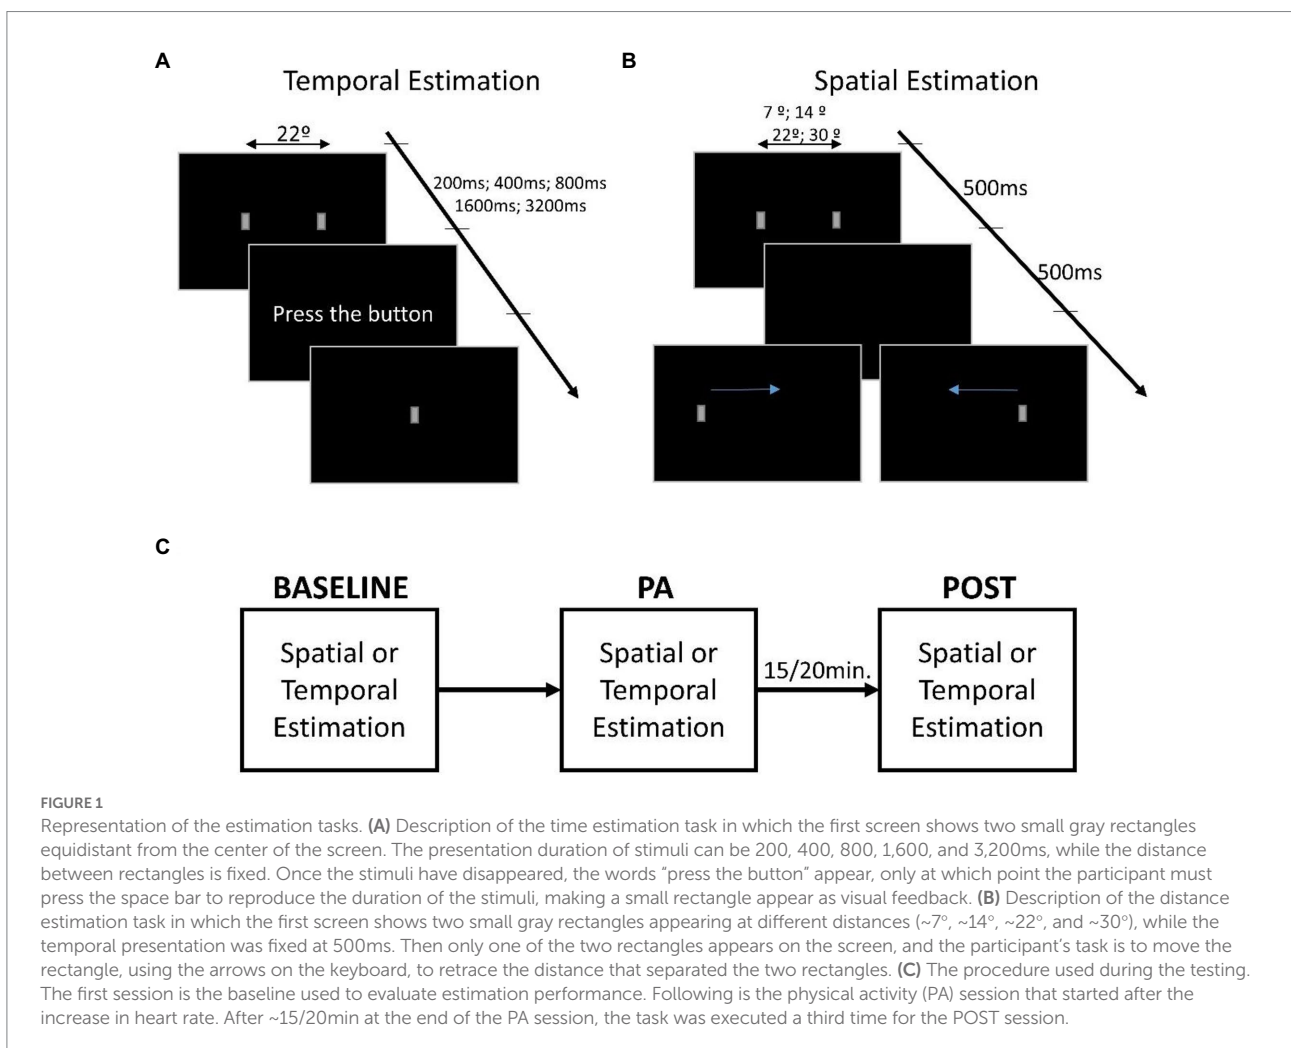 A
Temporal Estimation
22º
200ms; 400ms; 800ms
1600ms; 3200ms
Press the button
B
Spatial Estimation
7 º; 14 º
22º; 30 º
500ms
500ms
C
BASELINE
Spatial or
Temporal
Estimation
PA
Spatial or
Temporal
Estimation
15/20min.
POST
Spatial or
Temporal
Estimation
FIGURE 1
Representation of the estimation tasks. (A) Description of the time estimation task in which the first screen shows two small gray rectangles
equidistant from the center of the screen. The presentation duration of stimuli can be 200, 400, 800, 1,600, and 3,200ms, while the distance
between rectangles is fixed. Once the stimuli have disappeared, the words “press the button” appear, only at which point the participant must
press the space bar to reproduce the duration of the stimuli, making a small rectangle appear as visual feedback. (B) Description of the distance
estimation task in which the first screen shows two small gray rectangles appearing at different distances (~7°, ~14°, ~22°, and ~30°), while the
temporal presentation was fixed at 500ms. Then only one of the two rectangles appears on the screen, and the participant’s task is to move the
rectangle, using the arrows on the keyboard, to retrace the distance that separated the two rectangles. (C) The procedure used during the testing.
The first session is the baseline used to evaluate estimation performance. Following is the physical activity (PA) session that started after the
increase in heart rate. After ~15/20min at the end of the PA session, the task was executed a third time for the POST session.